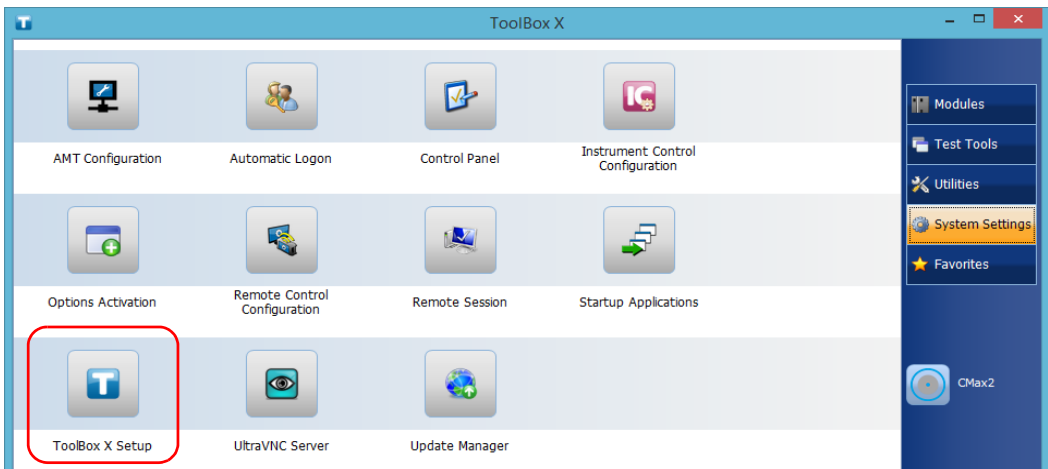 ToolBox X
AMT Configuration
Automatic Logon
Control Panel
Instrument Control
Configuration
Options Activation
Remote Control
Configuration
Remote Session
Startup Applications
ToolBox X Setup
UltraVNC Server
Update Manager
Modules
Test Tools
Utilities
System Settings
Favorites
CMax2